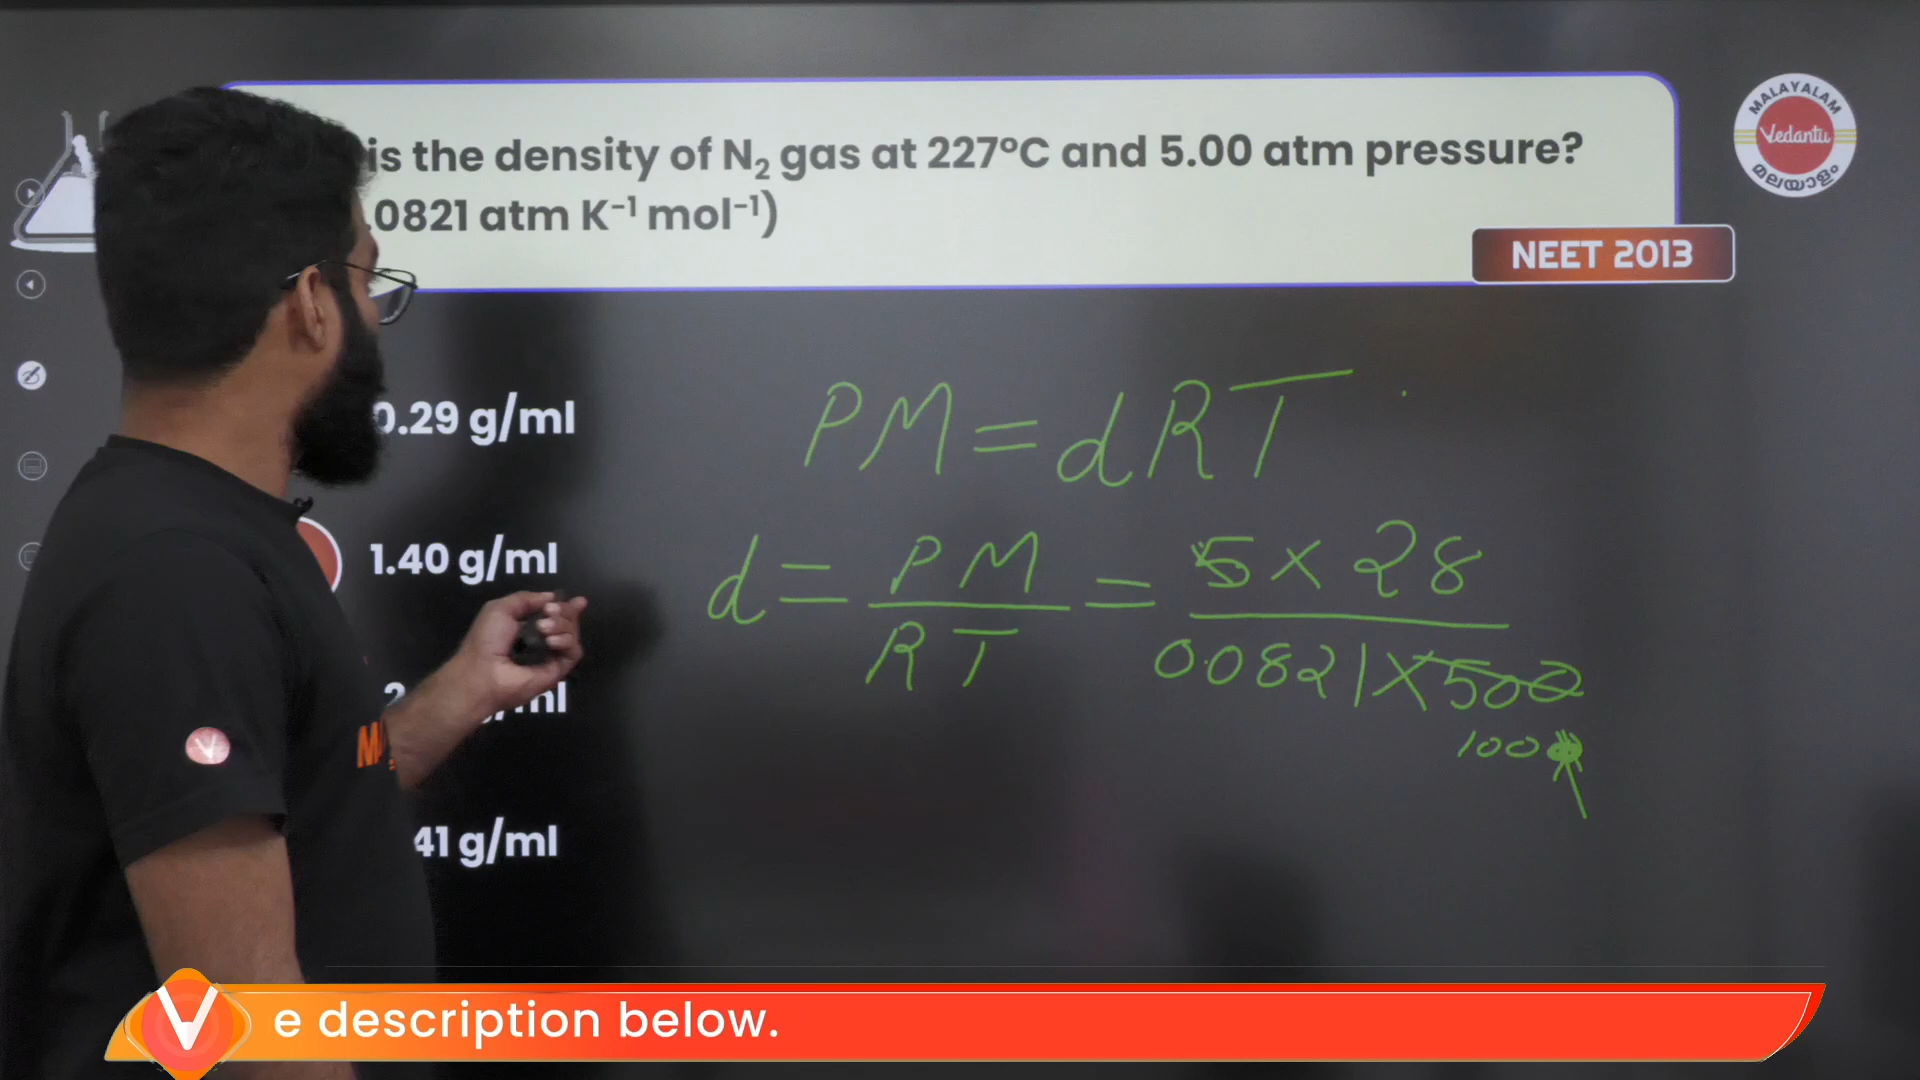 is the density of N₂ gas at 227°C and 5.00 atm pressure?
.0821 atm K⁻¹ mol⁻¹)
NEET 2013
MALAYALAM
Vedantu
മലയാളം
0.29 g/ml
1.40 g/ml
41 g/ml
PM = dRT
d = PM / RT = 5 × 28 / 0.0821 × 500
100
V
e description below.